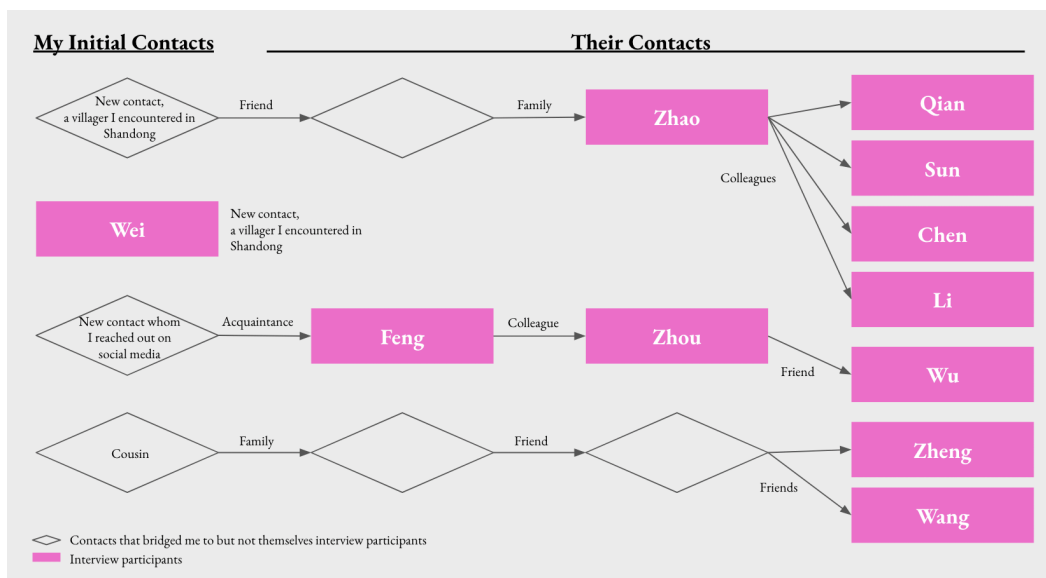 My Initial Contacts
Their Contacts
New contact,
a villager I encountered in
Shandong
Friend
Family
Zhao
Colleagues
Qian
Sun
Chen
Li
Wei
New contact,
a villager I encountered in
Shandong
New contact whom
I reached out on
social media
Acquaintance
Feng
Colleague
Zhou
Friend
Wu
Cousin
Family
Friend
Friends
Zheng
Wang
Contacts that bridged me to but not themselves interview participants
Interview participants